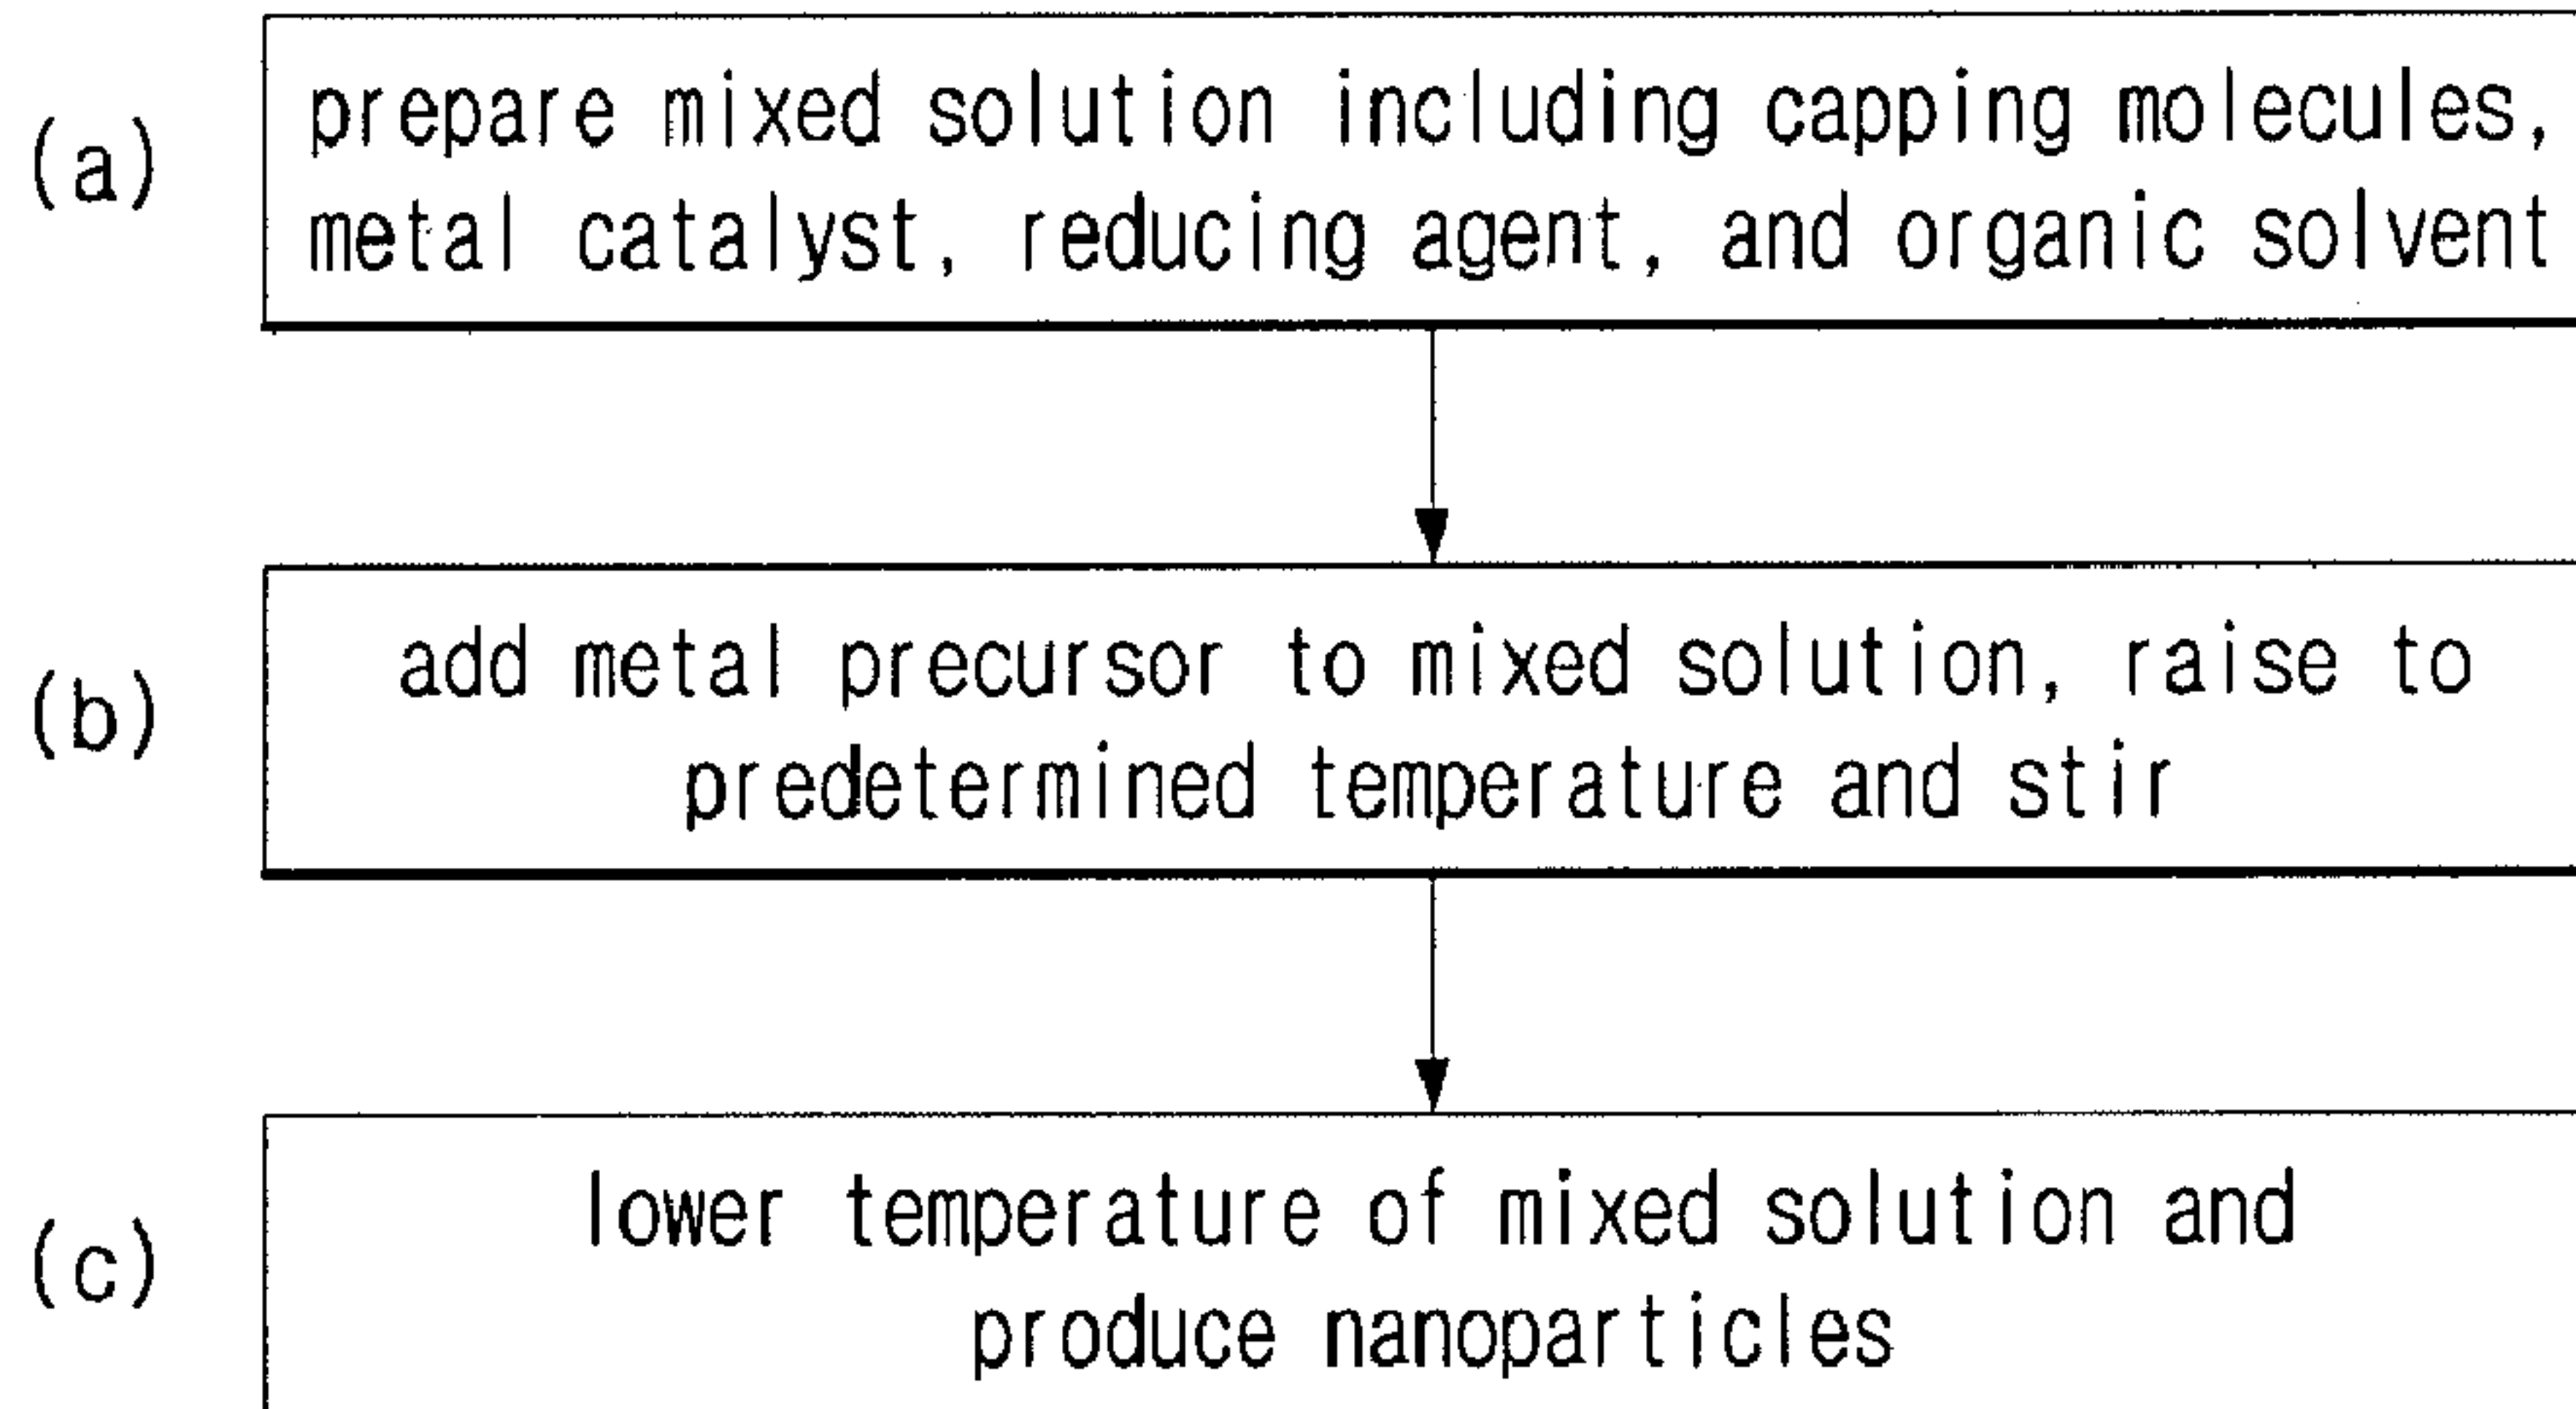 (a)
prepare mixed solution including capping molecules,
metal catalyst, reducing agent, and organic solvent
(b)
add metal precursor to mixed solution, raise to
predetermined temperature and stir
(c)
lower temperature of mixed solution and
produce nanoparticles